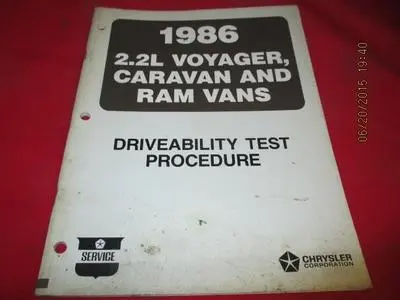 1986
2.2L VOYAGER,
CARAVAN AND
RAM VANS
DRIVEABILITY TEST
PROCEDURE
SERVICE
CHRYSLER
CORPORATION
06/20/2015 19:40